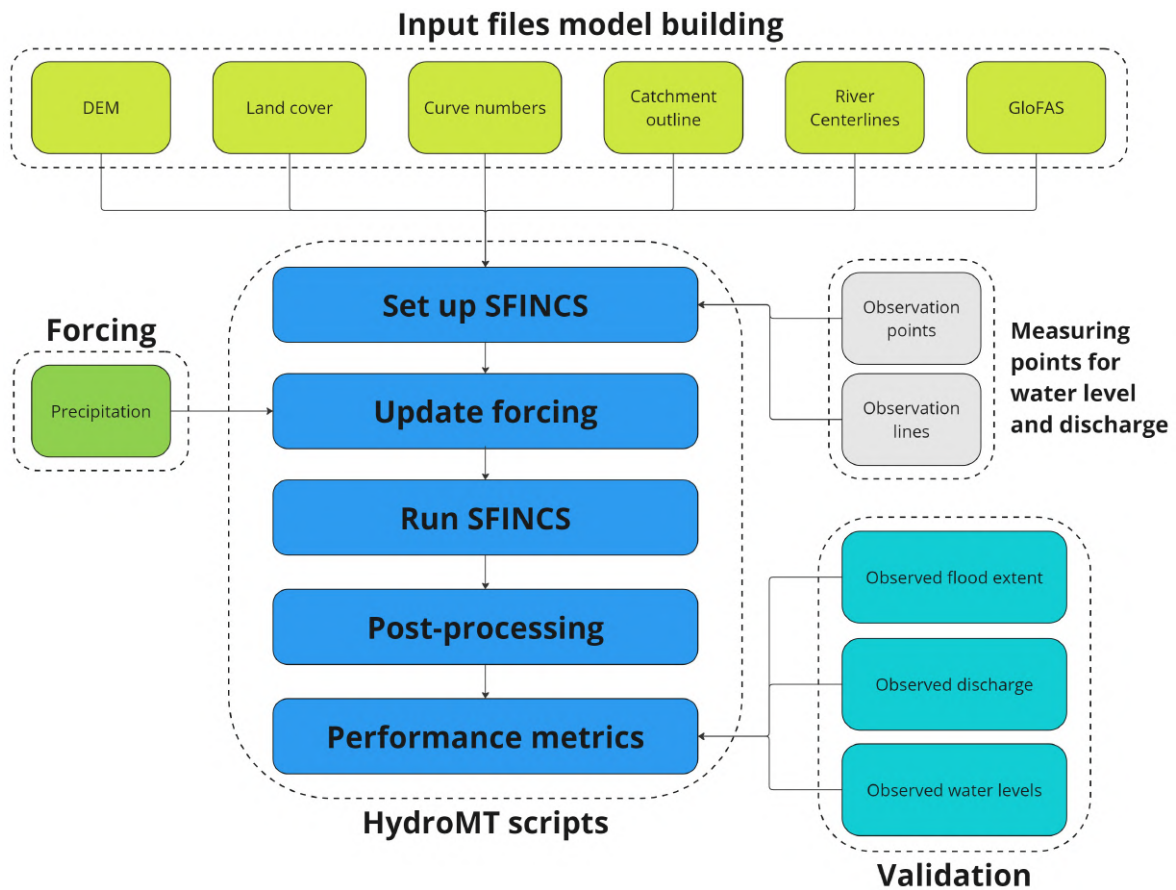 Input files model building
DEM
Land cover
Curve numbers
Catchment
outline
River
Centerlines
GloFAS
Set up SFINCS
Observation
points
Observation
lines
Measuring
points for
water level
and discharge
Forcing
Precipitation
Update forcing
Run SFINCS
Post-processing
Performance metrics
HydroMT scripts
Observed flood extent
Observed discharge
Observed water levels
Validation